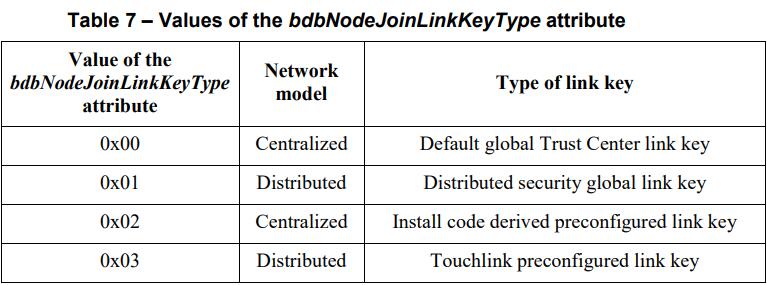 Table 7 – Values of the bdbNodeJoinLinkKeyType attribute
Value of the
bdbNodeJoinLinkKeyType
attribute
Network
model
Type of link key
0x00 Centralized Default global Trust Center link key
0x01 Distributed Distributed security global link key
0x02 Centralized Install code derived preconfigured link key
0x03 Distributed Touchlink preconfigured link key